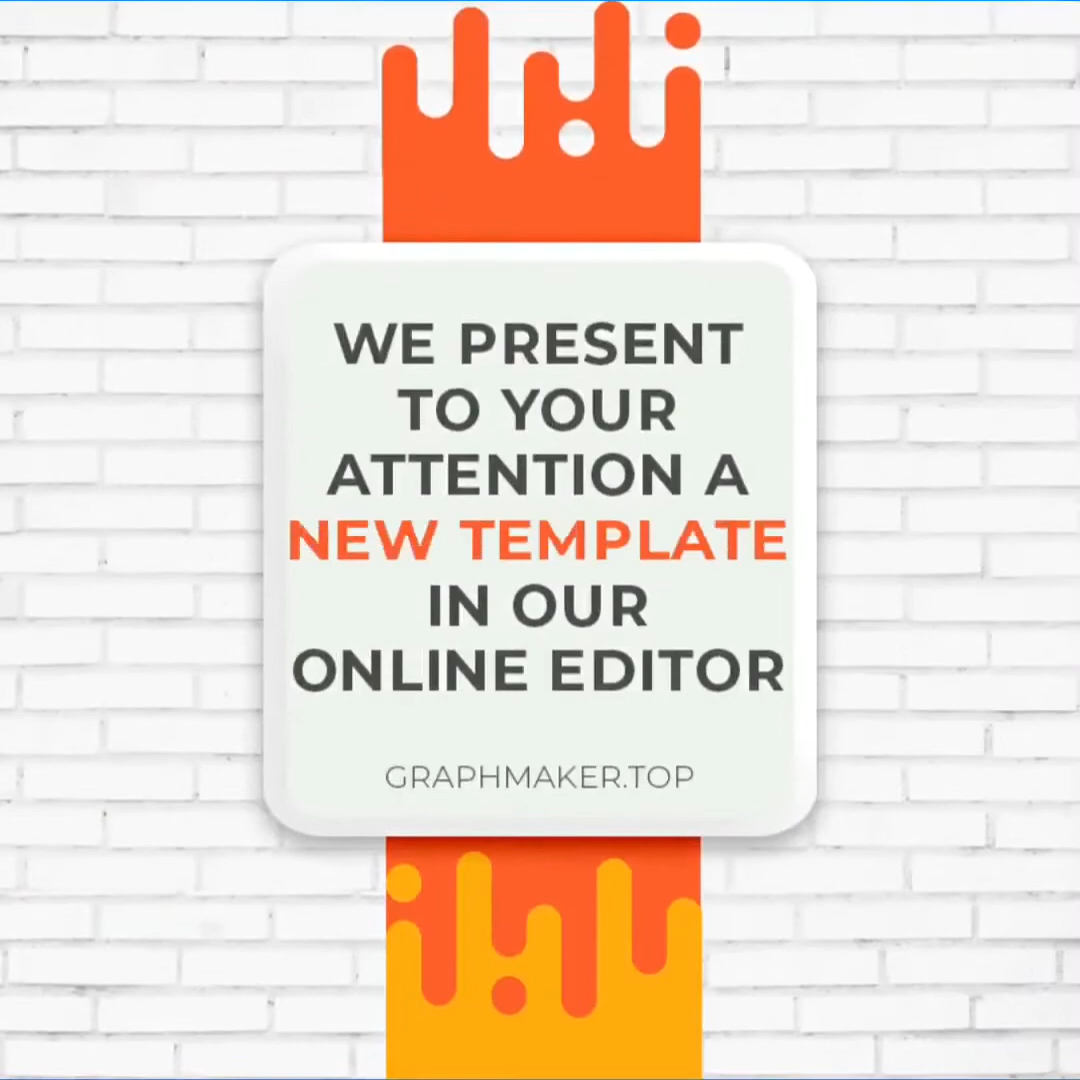 WE PRESENT
TO YOUR
ATTENTION A
NEW TEMPLATE
IN OUR
ONLINE EDITOR
GRAPHMAKER.TOP